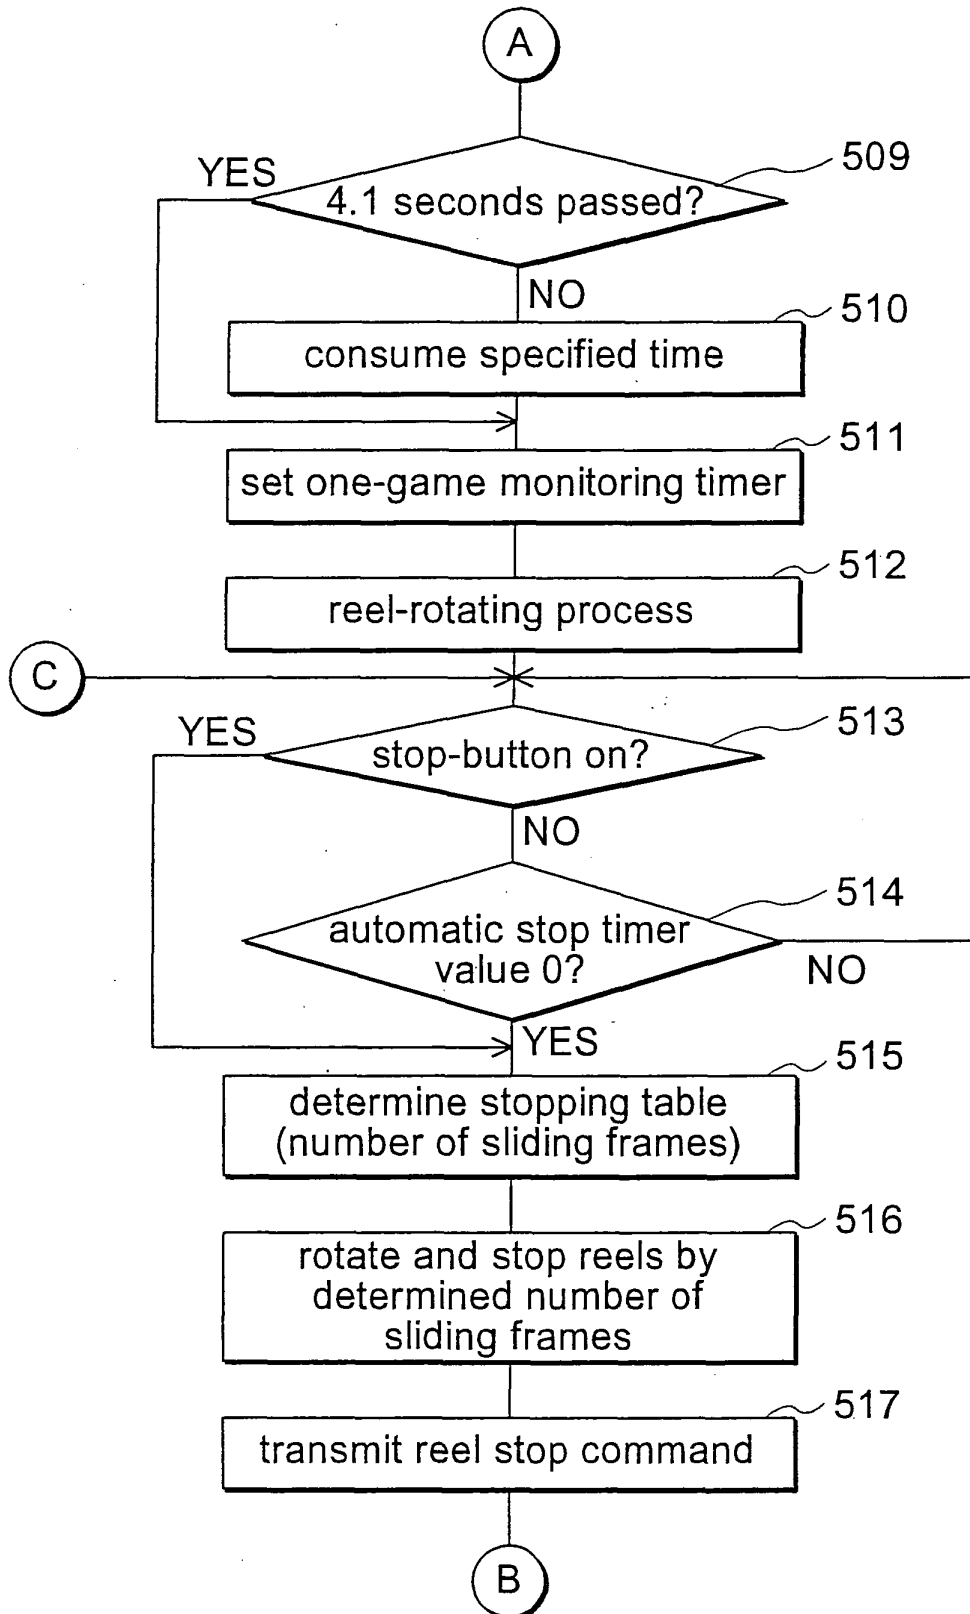 A
509
YES
4.1 seconds passed?
NO
510
consume specified time
511
set one-game monitoring timer
512
reel-rotating process
C
513
YES
stop-button on?
NO
514
automatic stop timer
value 0?
NO
YES
515
determine stopping table
(number of sliding frames)
516
rotate and stop reels by
determined number of
sliding frames
517
transmit reel stop command
B